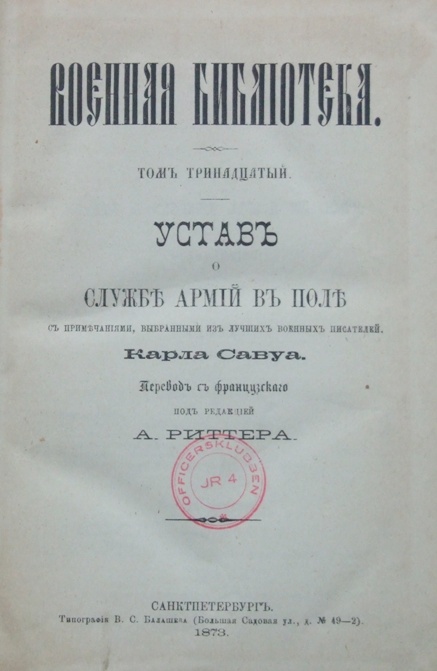 ВОЕННАЯ БИБЛІОТЕКА.
ТОМЪ ТРИНАДЦАТЫЙ.
УСТАВЪ
О
СЛУЖБѢ АРМІЙ ВЪ ПОЛѢ
СЪ ПРИМѢЧАНІЯМИ, ВЫБРАННЫМИ ИЗЪ ЛУЧШИХЪ ВОЕННЫХЪ ПИСАТЕЛЕЙ.
Карла Савуа.
Переводъ съ французскаго
ПОДЪ РЕДАКЦІЕЙ
А. РИТТЕРА.
OFFICERSKLUBBEN
JR 4
САНКТПЕТЕРБУРГЪ.
Типографія В. С. Балашева (Большая Садовая ул., д. № 49—2).
1873.